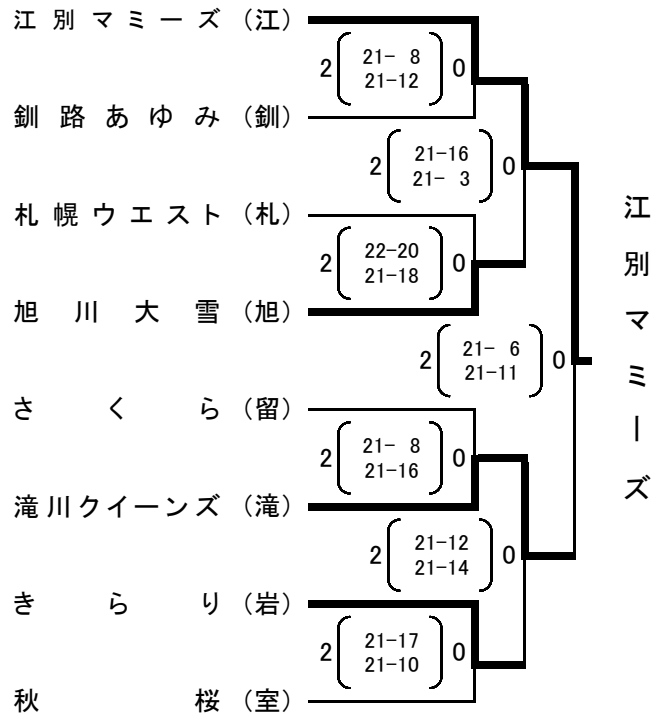 江別マミーズ（江）
2 21- 8 0
21-12
釧路あゆみ（釧）
2 21-16 0
21- 3
札幌ウエスト（札）
2 22-20 0
21-18
旭川大雪（旭）
2 21- 6 0
21-11
さくら（留）
2 21- 8 0
21-16
滝川クイーンズ（滝）
2 21-12 0
21-14
きらり（岩）
2 21-17 0
21-10
秋桜（室）
江別マミーズ